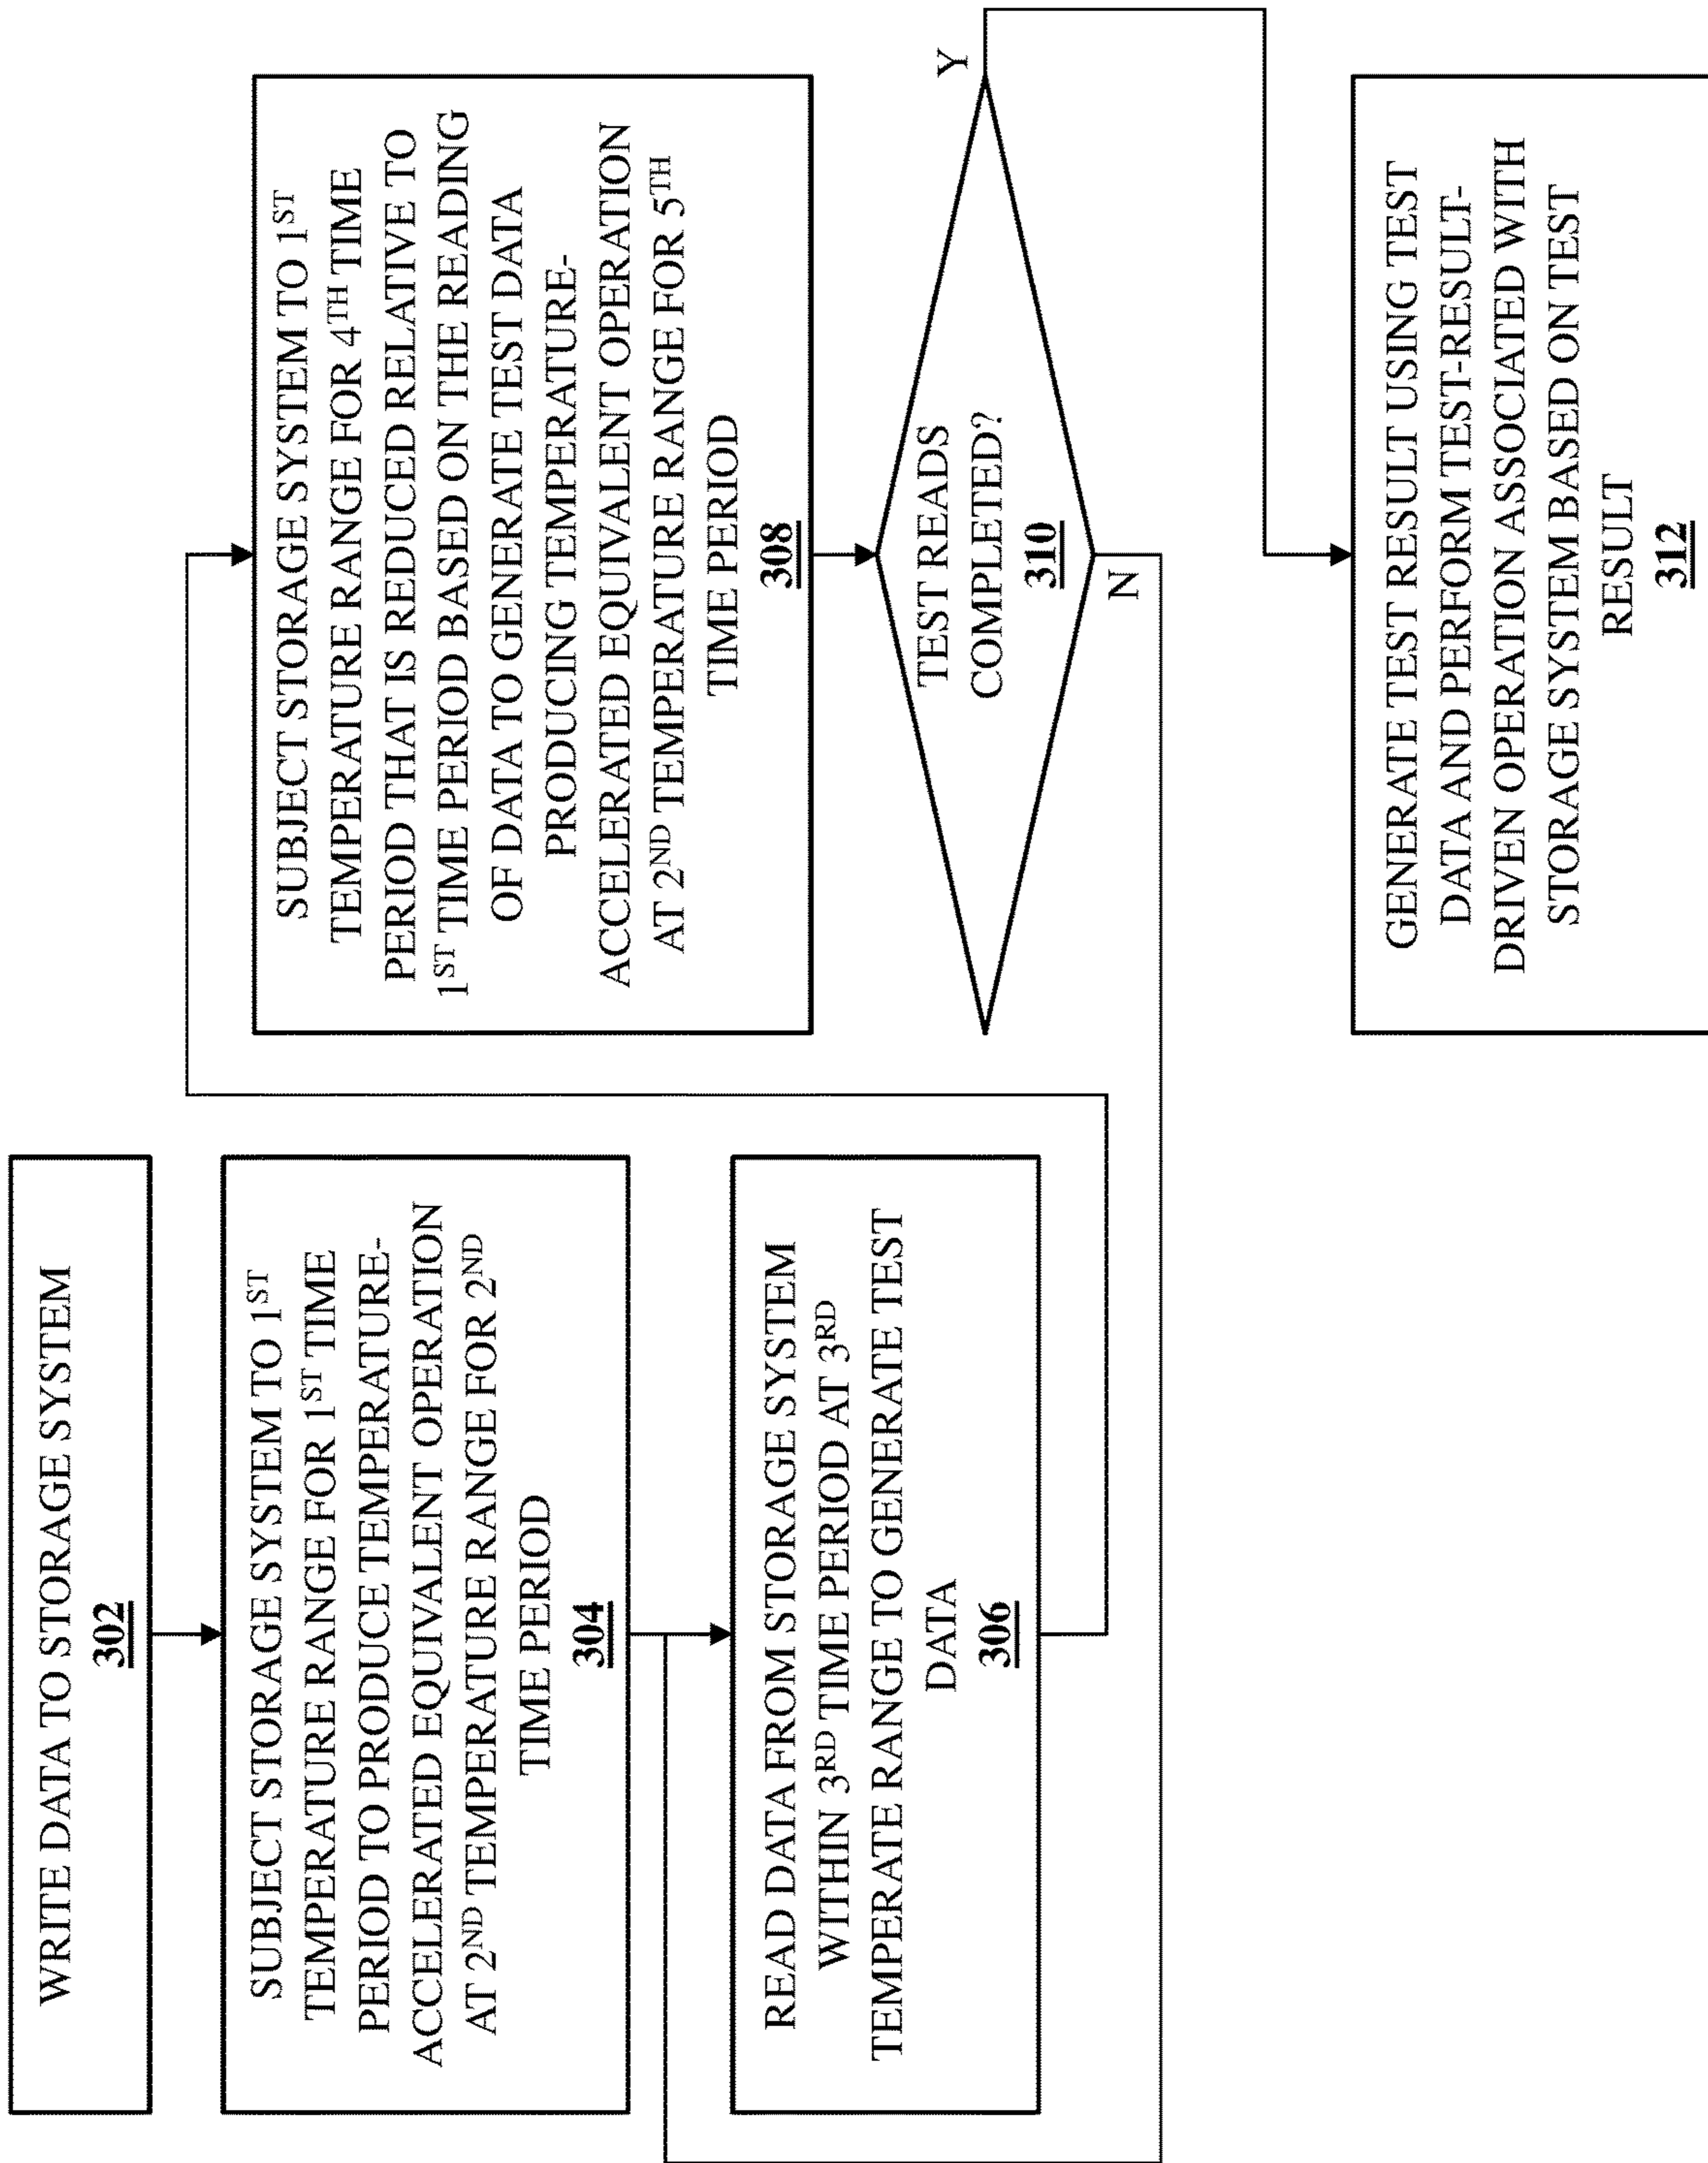 WRITE DATA TO STORAGE SYSTEM
302
SUBJECT STORAGE SYSTEM TO 1ST
TEMPERATURE RANGE FOR 1ST TIME
PERIOD TO PRODUCE TEMPERATURE-
ACCELERATED EQUIVALENT OPERATION
AT 2ND TEMPERATURE RANGE FOR 2ND
TIME PERIOD
304
READ DATA FROM STORAGE SYSTEM
WITHIN 3RD TIME PERIOD AT 3RD
TEMPERATE RANGE TO GENERATE TEST
DATA
306
SUBJECT STORAGE SYSTEM TO 1ST
TEMPERATURE RANGE FOR 4TH TIME
PERIOD THAT IS REDUCED RELATIVE TO
1ST TIME PERIOD BASED ON THE READING
OF DATA TO GENERATE TEST DATA
PRODUCING TEMPERATURE-
ACCELERATED EQUIVALENT OPERATION
AT 2ND TEMPERATURE RANGE FOR 5TH
TIME PERIOD
308
TEST READS
COMPLETED?
310
Y
N
GENERATE TEST RESULT USING TEST
DATA AND PERFORM TEST-RESULT-
DRIVEN OPERATION ASSOCIATED WITH
STORAGE SYSTEM BASED ON TEST
RESULT
312